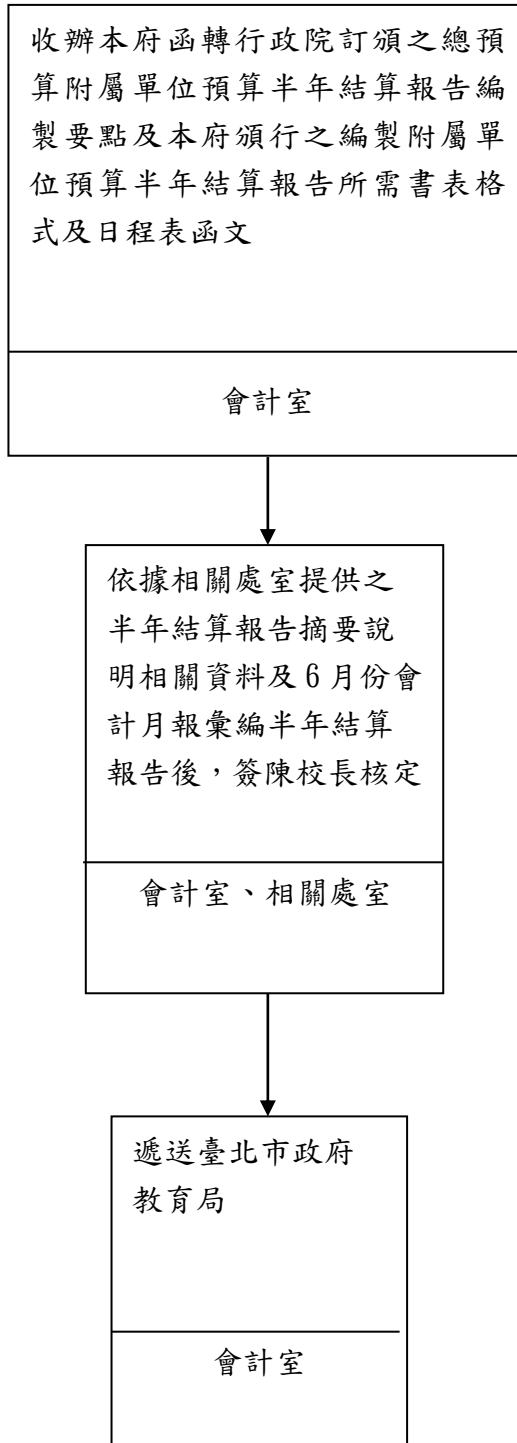 收辦本府函轉行政院訂頒之總預
算附屬單位預算半年結算報告編
製要點及本府頒行之編製附屬單
位預算半年結算報告所需書表格
式及日程表函文
會計室
依據相關處室提供之
半年結算報告摘要說
明相關資料及6月份會
計月報彙編半年結算
報告後，簽陳校長核定
會計室、相關處室
遞送臺北市政府
教育局
會計室